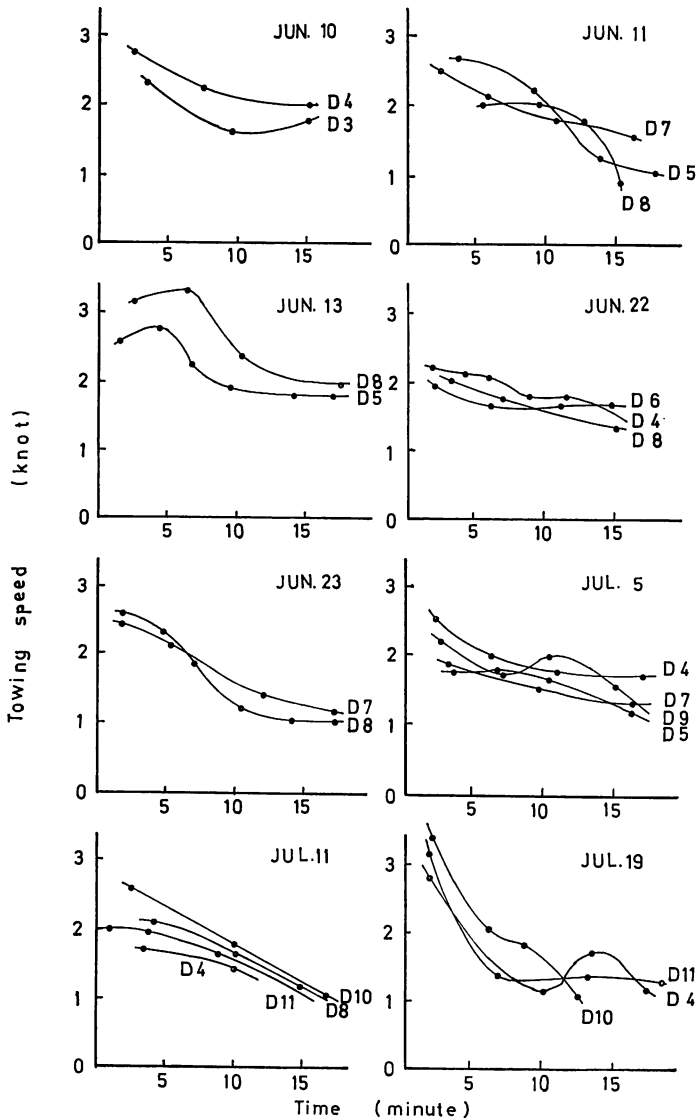 JUN. 10
3
2
1
0
5 10 15
D4
D3
JUN. 11
3
2
1
0
5 10 15
D7
D5
D8
JUN. 13
3
2
1
0
5 10 15
D8
D5
JUN. 22
3
2
1
0
5 10 15
D6
D4
D8
JUN. 23
3
2
1
0
5 10 15
D7
D8
JUL. 5
3
2
1
0
5 10 15
D4
D7
D9
D5
JUL. 11
3
2
1
0
5 10 15
D4
D11
D10
D8
JUL. 19
3
2
1
0
5 10 15
D11
D4
D10
Towing speed (knot)
Time (minute)